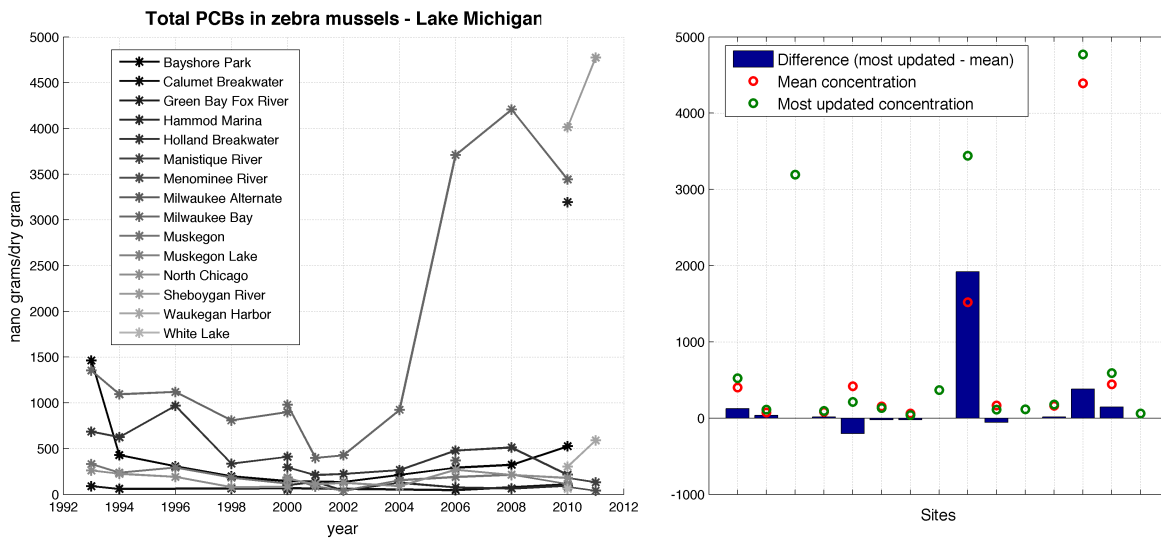 Total PCBs in zebra mussels - Lake Michigan
5000
4500
4000
3500
3000
2500
2000
1500
1000
500
0
nano grams/dry gram
Bayshore Park
Calumet Breakwater
Green Bay Fox River
Hammod Marina
Holland Breakwater
Manistique River
Menominee River
Milwaukee Alternate
Milwaukee Bay
Muskegon
Muskegon Lake
North Chicago
Sheboygan River
Waukegan Harbor
White Lake
1992 1994 1996 1998 2000 2002 2004 2006 2008 2010 2012
year
5000
4000
3000
2000
1000
0
-1000
Difference (most updated - mean)
Mean concentration
Most updated concentration
Sites